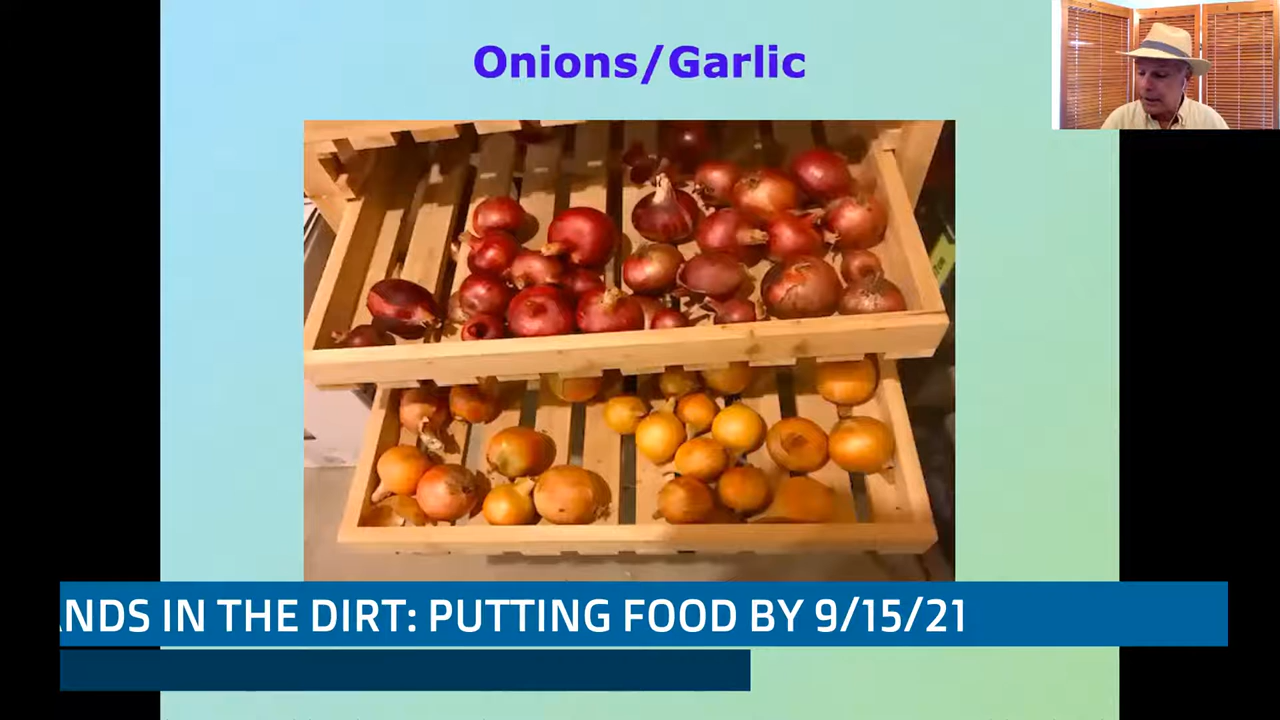 Onions/Garlic
NDS IN THE DIRT: PUTTING FOOD BY 9/15/21